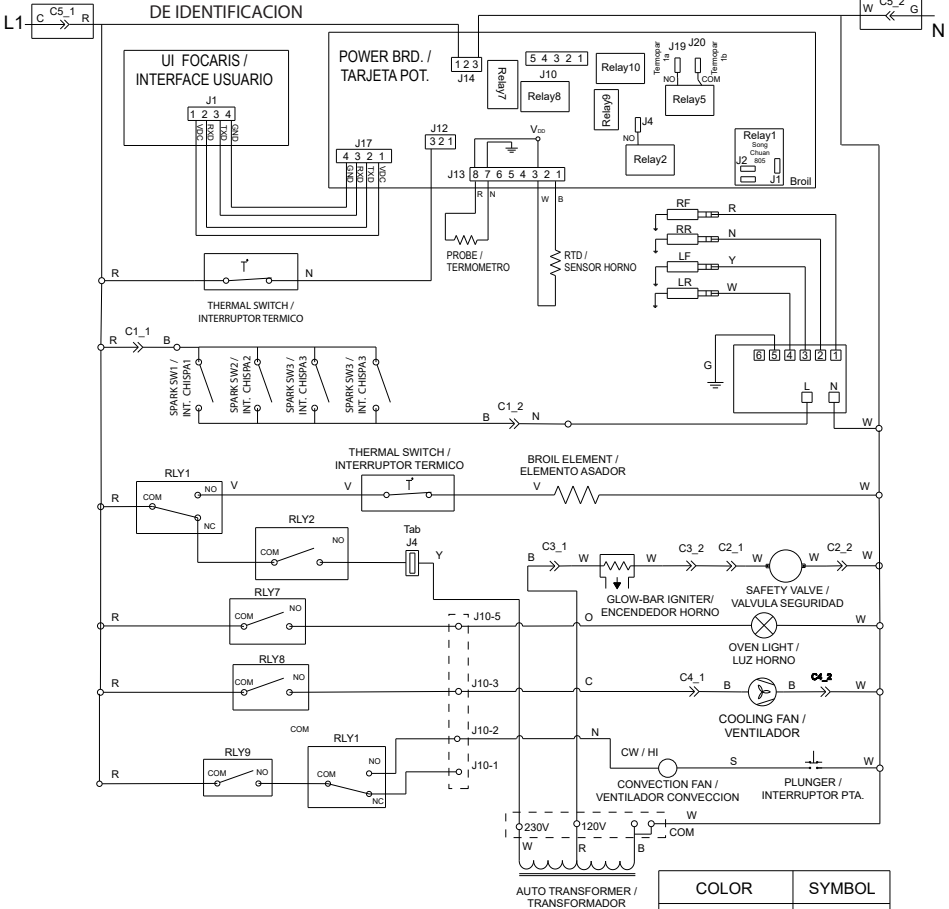 DE IDENTIFICACION
L1
C
C5_1
R
W
C5_2
G
N
UI FOCARIS /
INTERFACE USUARIO
J1
1 2 3 4
VDC
RXD
TXD
GND
POWER BRD. /
TARJETA POT.
1 2 3
J14
Relay7
5 4 3 2 1
J10
Relay8
Relay10
Relay9
Termopar
1a
J19
J20
Termopar
1b
NO
COM
Relay5
J4
NO
Relay2
Relay1
Song
Chuan
805
J2
J1
Broil
J12
3 2 1
J17
4 3 2 1
GND
RXD
TXD
VDC
VDD
J13
8 7 6 5 4 3 2 1
R
N
W
B
PROBE /
TERMOMETRO
RTD /
SENSOR HORNO
RF
R
RR
N
LF
Y
LR
W
R
T
N
THERMAL SWITCH /
INTERRUPTOR TERMICO
6 5 4 3 2 1
G
L
N
W
R
C1_1
B
SPARK SW1 /
INT. CHISPA1
SPARK SW2 /
INT. CHISPA2
SPARK SW3 /
INT. CHISPA3
SPARK SW3 /
INT. CHISPA3
B
C1_2
N
THERMAL SWITCH /
INTERRUPTOR TERMICO
BROIL ELEMENT /
ELEMENTO ASADOR
RLY1
R
COM
NO
NC
V
V
T
V
W
RLY2
COM
NO
Tab
J4
Y
B
C3_1
W
W
C3_2
C2_1
W
W
C2_2
W
GLOW-BAR IGNITER/
ENCENDEDOR HORNO
SAFETY VALVE /
VALVULA SEGURIDAD
RLY7
R
COM
NO
J10-5
O
W
OVEN LIGHT /
LUZ HORNO
RLY8
R
COM
NO
J10-3
C
C4_1
B
B
C4_2
W
COOLING FAN /
VENTILADOR
COM
RLY9
R
COM
NO
RLY1
COM
NO
NC
J10-2
J10-1
N
CW / HI
S
W
CONVECTION FAN /
VENTILADOR CONVECCION
PLUNGER /
INTERRUPTOR PTA.
230V
120V
COM
W
W
R
B
AUTO TRANSFORMER /
TRANSFORMADOR
COLOR
SYMBOL